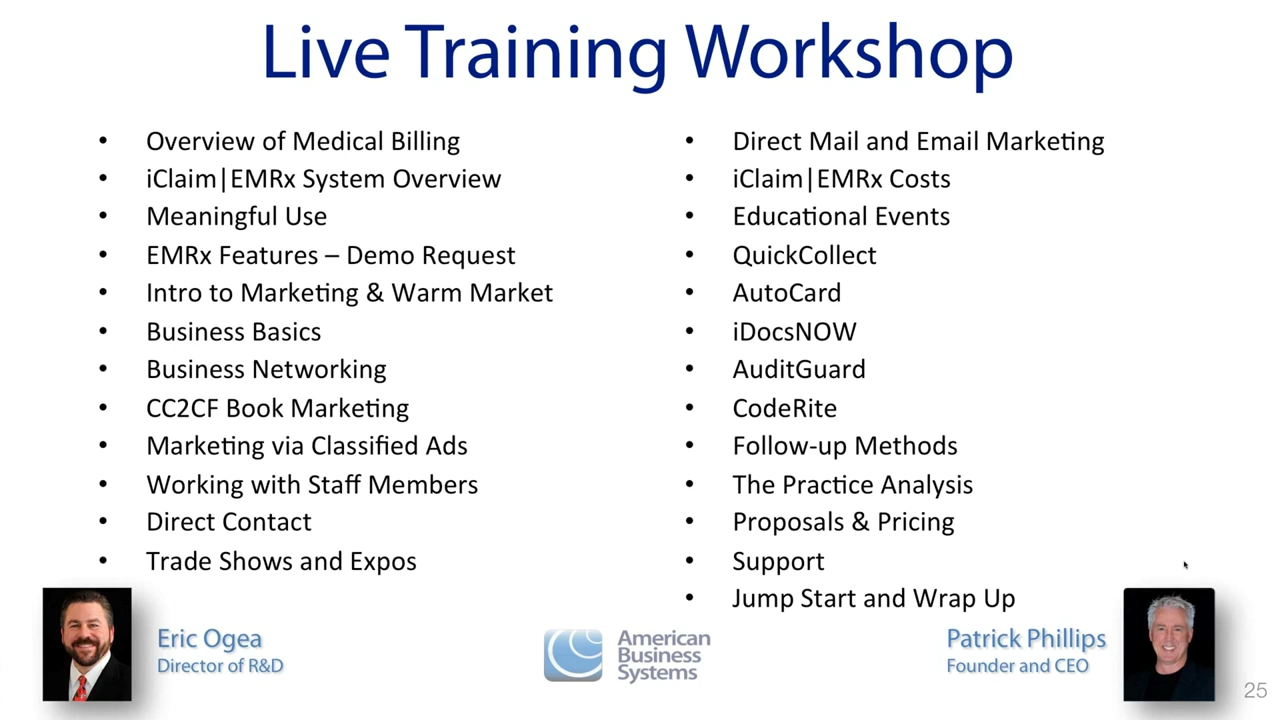 Live Training Workshop
• Overview of Medical Billing
• iClaim|EMRx System Overview
• Meaningful Use
• EMRx Features – Demo Request
• Intro to Marketing & Warm Market
• Business Basics
• Business Networking
• CC2CF Book Marketing
• Marketing via Classified Ads
• Working with Staff Members
• Direct Contact
• Trade Shows and Expos
• Direct Mail and Email Marketing
• iClaim|EMRx Costs
• Educational Events
• QuickCollect
• AutoCard
• iDocsNOW
• AuditGuard
• CodeRite
• Follow-up Methods
• The Practice Analysis
• Proposals & Pricing
• Support
• Jump Start and Wrap Up
Eric Ogea
Director of R&D
American
Business
Systems
Patrick Phillips
Founder and CEO
25